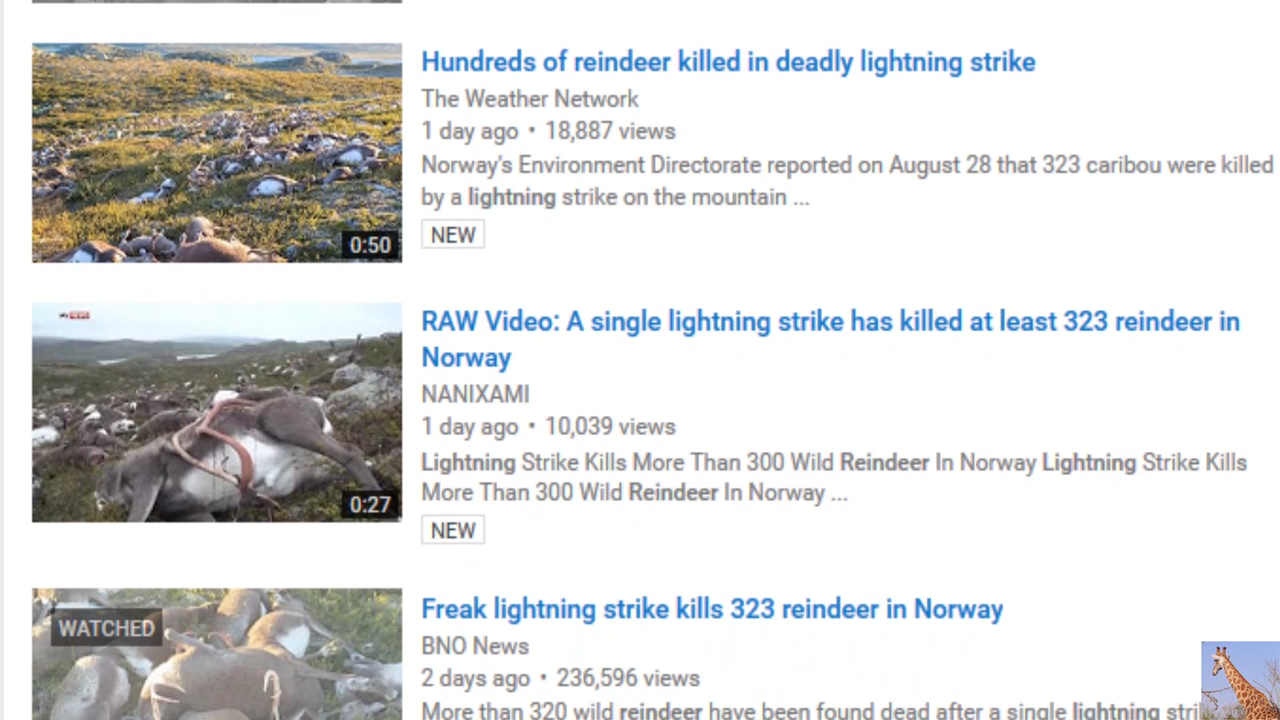 Hundreds of reindeer killed in deadly lightning strike
The Weather Network
1 day ago • 18,887 views
Norway's Environment Directorate reported on August 28 that 323 caribou were killed
by a lightning strike on the mountain ...
NEW
0:50
RAW Video: A single lightning strike has killed at least 323 reindeer in
Norway
NANIXAMI
1 day ago • 10,039 views
Lightning Strike Kills More Than 300 Wild Reindeer In Norway Lightning Strike Kills
More Than 300 Wild Reindeer In Norway ...
NEW
0:27
WATCHED
Freak lightning strike kills 323 reindeer in Norway
BNO News
2 days ago • 236,596 views
More than 320 wild reindeer have been found dead after a single lightning